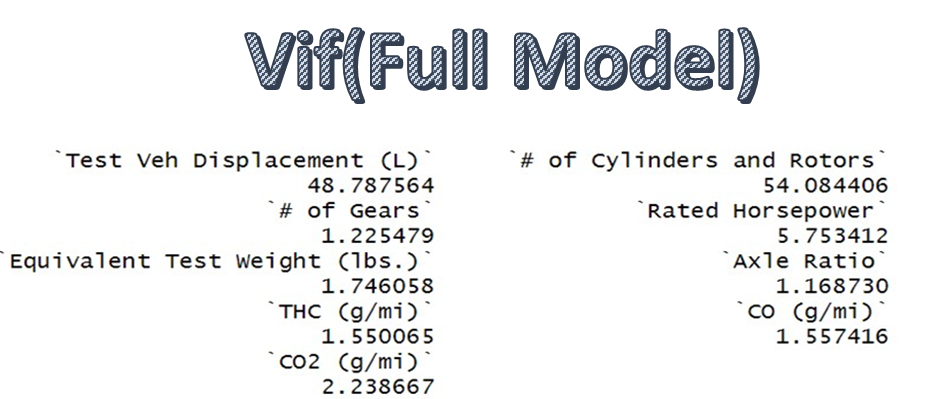 Vif(Full Model)
`Test Veh Displacement (L)` `# of Cylinders and Rotors`
48.787564 54.084406
`# of Gears` `Rated Horsepower`
1.225479 5.753412
`Equivalent Test Weight (lbs.)` `Axle Ratio`
1.746058 1.168730
`THC (g/mi)` `CO (g/mi)`
1.550065 1.557416
`CO2 (g/mi)`
2.238667